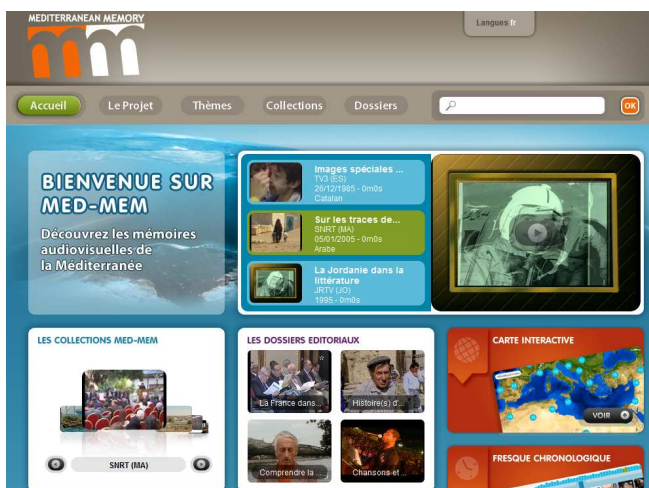 MEDITERRANEAN MEMORY
Langues fr
Accueil
Le Projet
Thèmes
Collections
Dossiers
OK
BIENVENUE SUR
MED-MEM
Découvrez les mémoires
audiovisuelles de
la Méditerranée
Images spéciales ...
TV3 (ES)
26/12/1985 - 0m0s
Catalan
Sur les traces de...
SNRT (MA)
05/01/2005 - 0m0s
Arabe
La Jordanie dans la
littérature
JRTV (JO)
1995 - 0m0s
LES COLLECTIONS MED-MEM
SNRT (MA)
LES DOSSIERS EDITORIAUX
La France dans...
Histoire(s) d'...
Comprendre la ...
Chansons et ...
CARTE INTERACTIVE
VOIR
FRESQUE CHRONOLOGIQUE